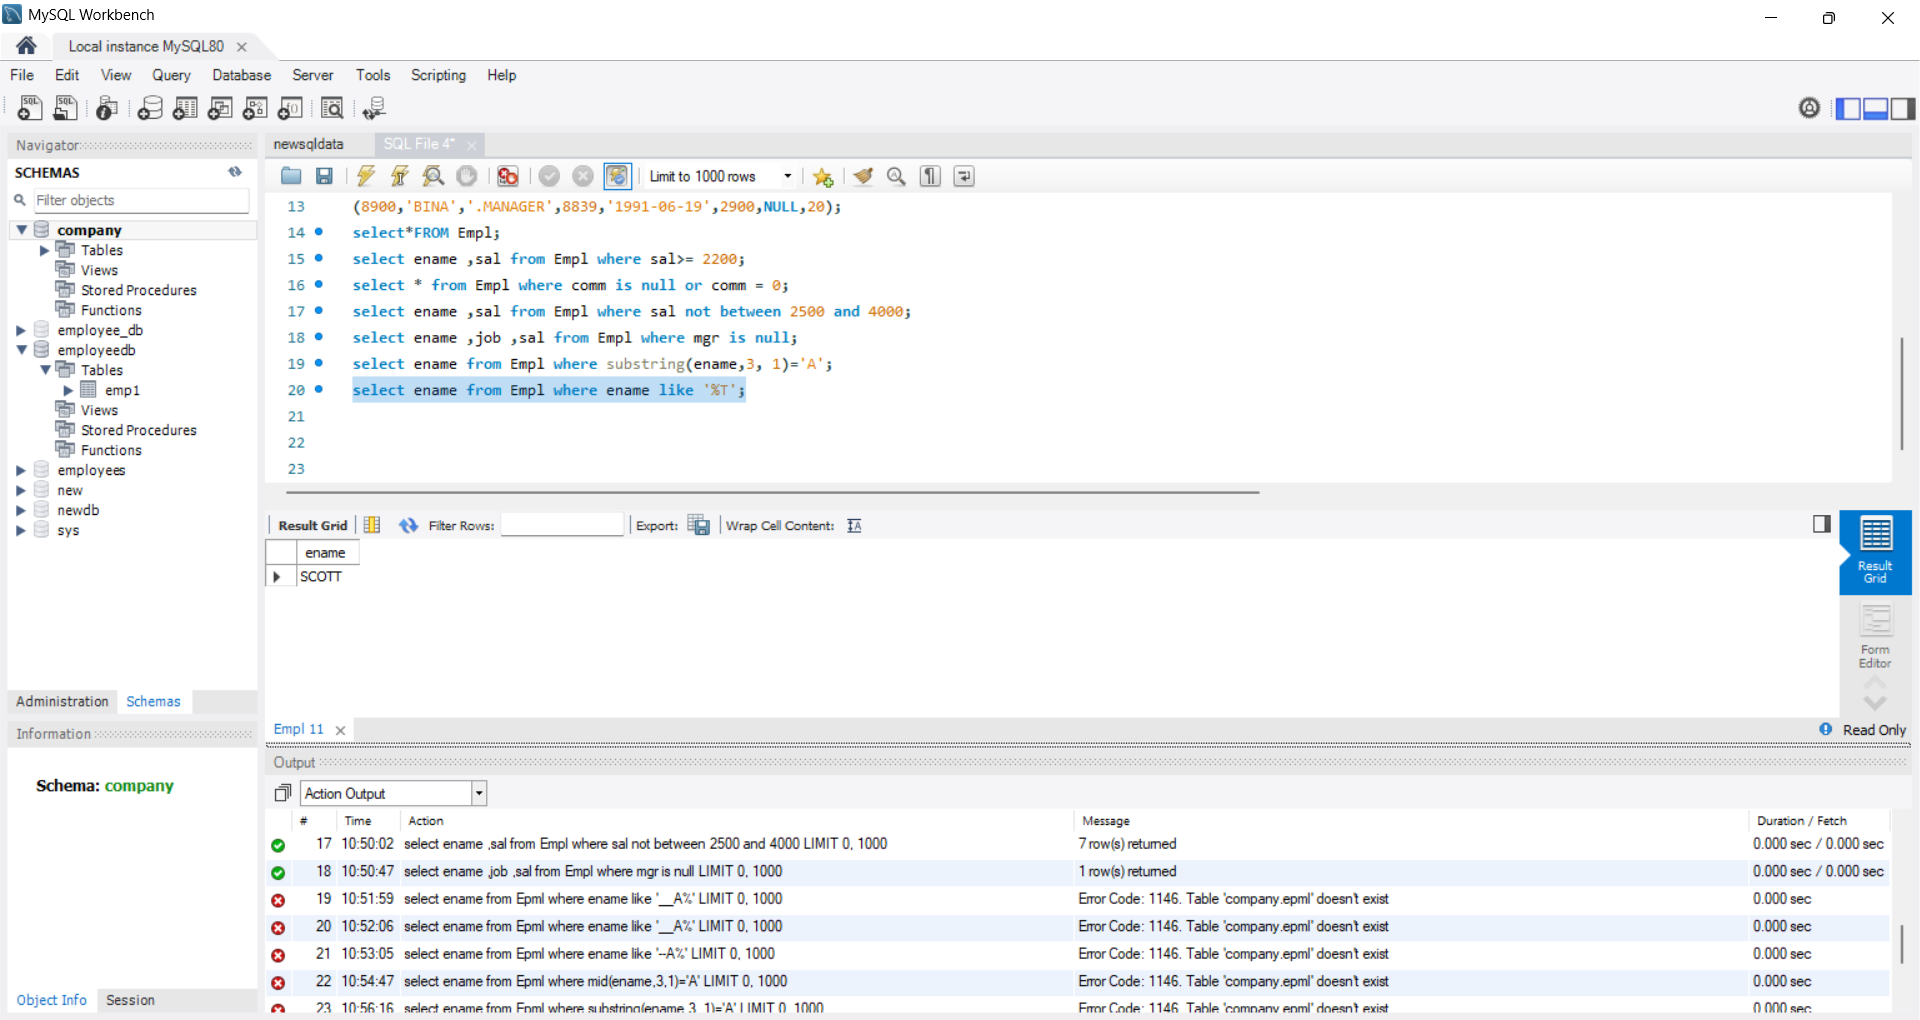 MySQL Workbench
Local instance MySQL80
File Edit View Query Database Server Tools Scripting Help
Navigator
SCHEMAS
Filter objects
company
Tables
Views
Stored Procedures
Functions
employee_db
employeedb
Tables
emp1
Views
Stored Procedures
Functions
employees
new
newdb
sys
Administration Schemas
Information
Schema: company
Object Info Session
newsqldata SQL File 4*
Limit to 1000 rows
13 (8900,'BINA','.MANAGER',8839,'1991-06-19',2900,NULL,20);
14 select*FROM Empl;
15 select ename ,sal from Empl where sal>= 2200;
16 select * from Empl where comm is null or comm = 0;
17 select ename ,sal from Empl where sal not between 2500 and 4000;
18 select ename ,job ,sal from Empl where mgr is null;
19 select ename from Empl where substring(ename,3, 1)='A';
20 select ename from Empl where ename like '%T';
21
22
23
Result Grid Filter Rows: Export: Wrap Cell Content:
ename
SCOTT
Result Grid
Form Editor
Empl 11 Read Only
Output
Action Output
# Time Action Message Duration / Fetch
17 10:50:02 select ename ,sal from Empl where sal not between 2500 and 4000 LIMIT 0, 1000 7 row(s) returned 0.000 sec / 0.000 sec
18 10:50:47 select ename ,job ,sal from Empl where mgr is null LIMIT 0, 1000 1 row(s) returned 0.000 sec / 0.000 sec
19 10:51:59 select ename from Epml where ename like '__A%' LIMIT 0, 1000 Error Code: 1146. Table 'company.epml' doesn't exist 0.000 sec
20 10:52:06 select ename from Epml where ename like '__A%' LIMIT 0, 1000 Error Code: 1146. Table 'company.epml' doesn't exist 0.000 sec
21 10:53:05 select ename from Epml where ename like '--A%' LIMIT 0, 1000 Error Code: 1146. Table 'company.epml' doesn't exist 0.000 sec
22 10:54:47 select ename from Epml where mid(ename,3,1)='A' LIMIT 0, 1000 Error Code: 1146. Table 'company.epml' doesn't exist 0.000 sec
23 10:56:16 select ename from Epml where substring(ename,3, 1)='A' LIMIT 0, 1000 Error Code: 1146. Table 'company.epml' doesn't exist 0.000 sec